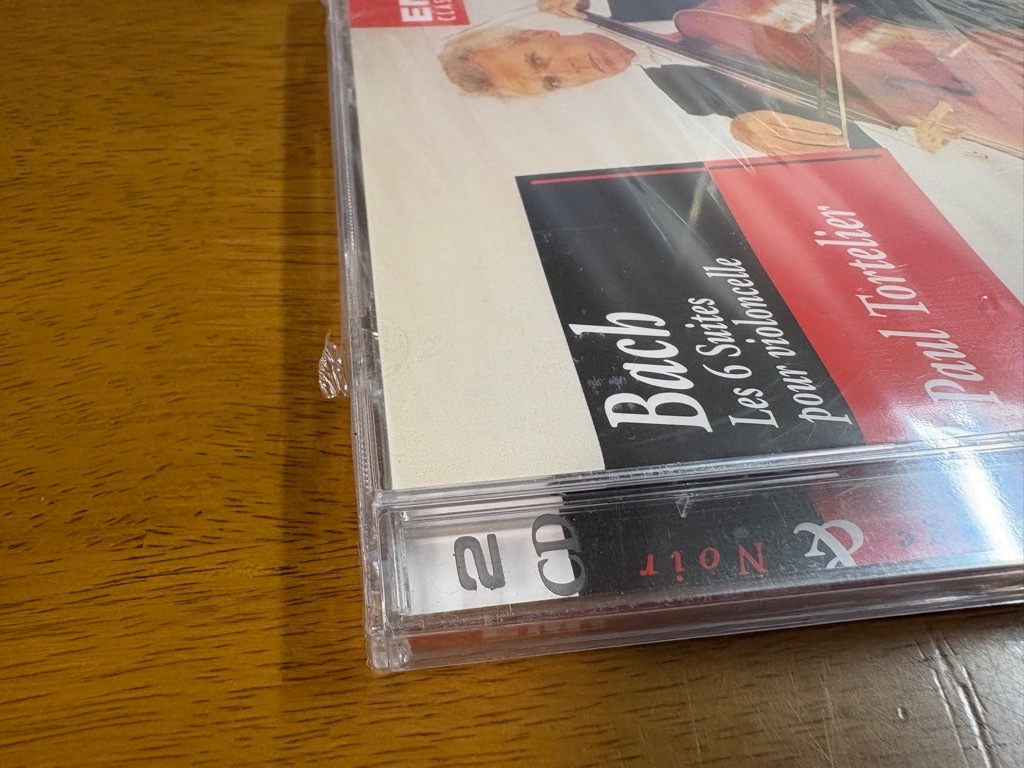 Bach
Les 6 Suites
pour violoncelle
Paul Tortelier
2
CD
& Noir